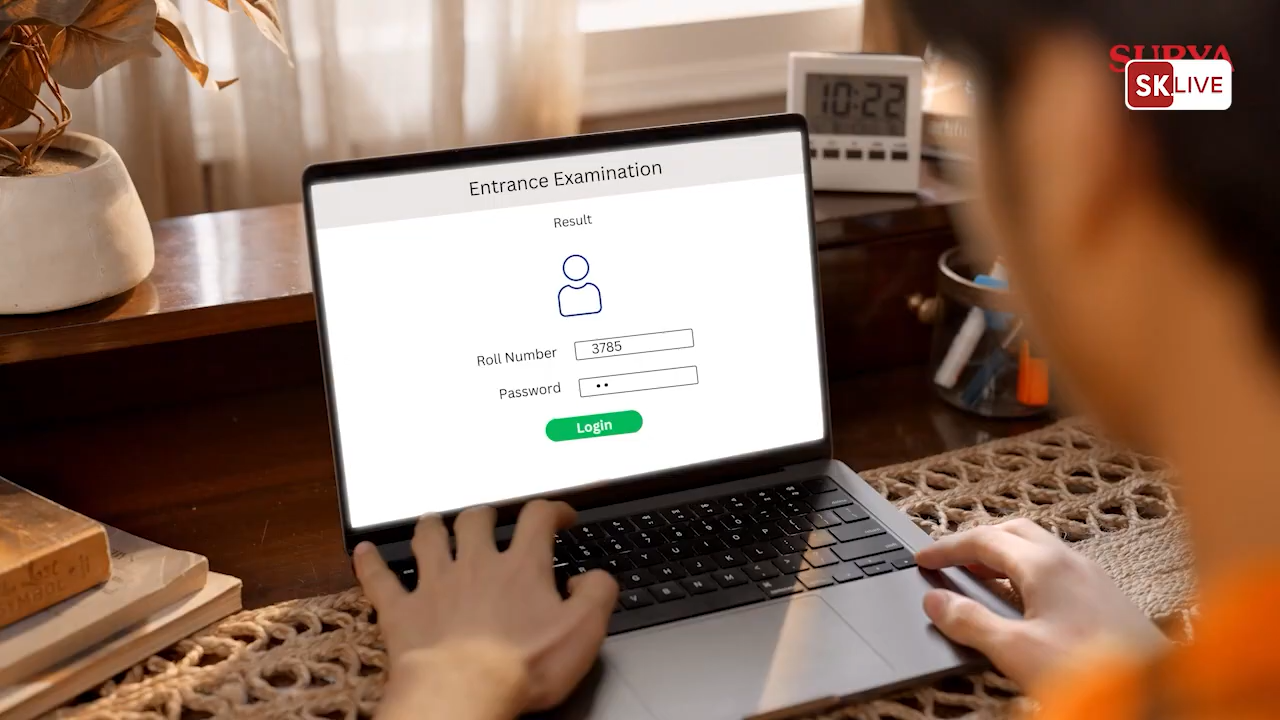 SURYA
SK LIVE
10:22
Entrance Examination
Result
Roll Number 3785
Password ••
Login